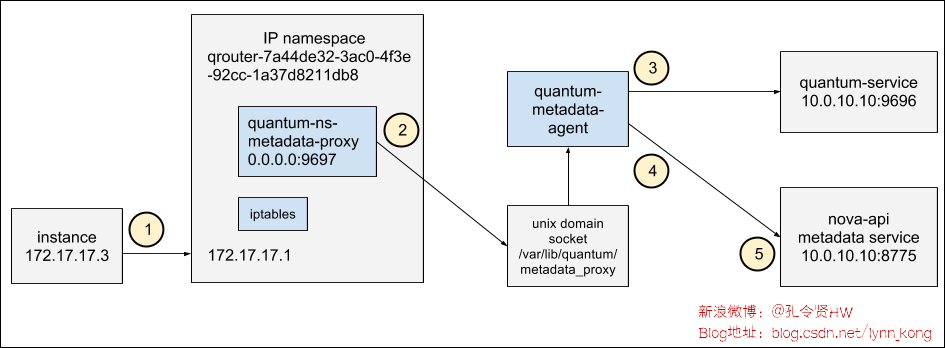 IP namespace
qrouter-7a44de32-3ac0-4f3e
-92cc-1a37d8211db8
quantum-ns-
metadata-proxy
0.0.0.0:9697
iptables
172.17.17.1
instance
172.17.17.3
1
2
quantum-
metadata-
agent
3
4
unix domain
socket
/var/lib/quantum/
metadata_proxy
quantum-service
10.0.10.10:9696
5
nova-api
metadata service
10.0.10.10:8775
新浪微博：@孔令贤HW
Blog地址：blog.csdn.net/lynn_kong